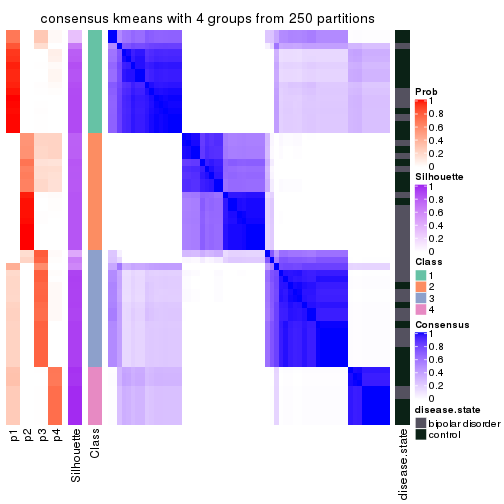 consensus kmeans with 4 groups from 250 partitions
Prob
1
0.8
0.6
0.4
0.2
0
Silhouette
1
0.8
0.6
0.4
0.2
0
Class
1
2
3
4
Consensus
1
0.8
0.6
0.4
0.2
0
disease.state
bipolar disorder
control
p1
p2
p3
p4
Silhouette
Class
disease.state